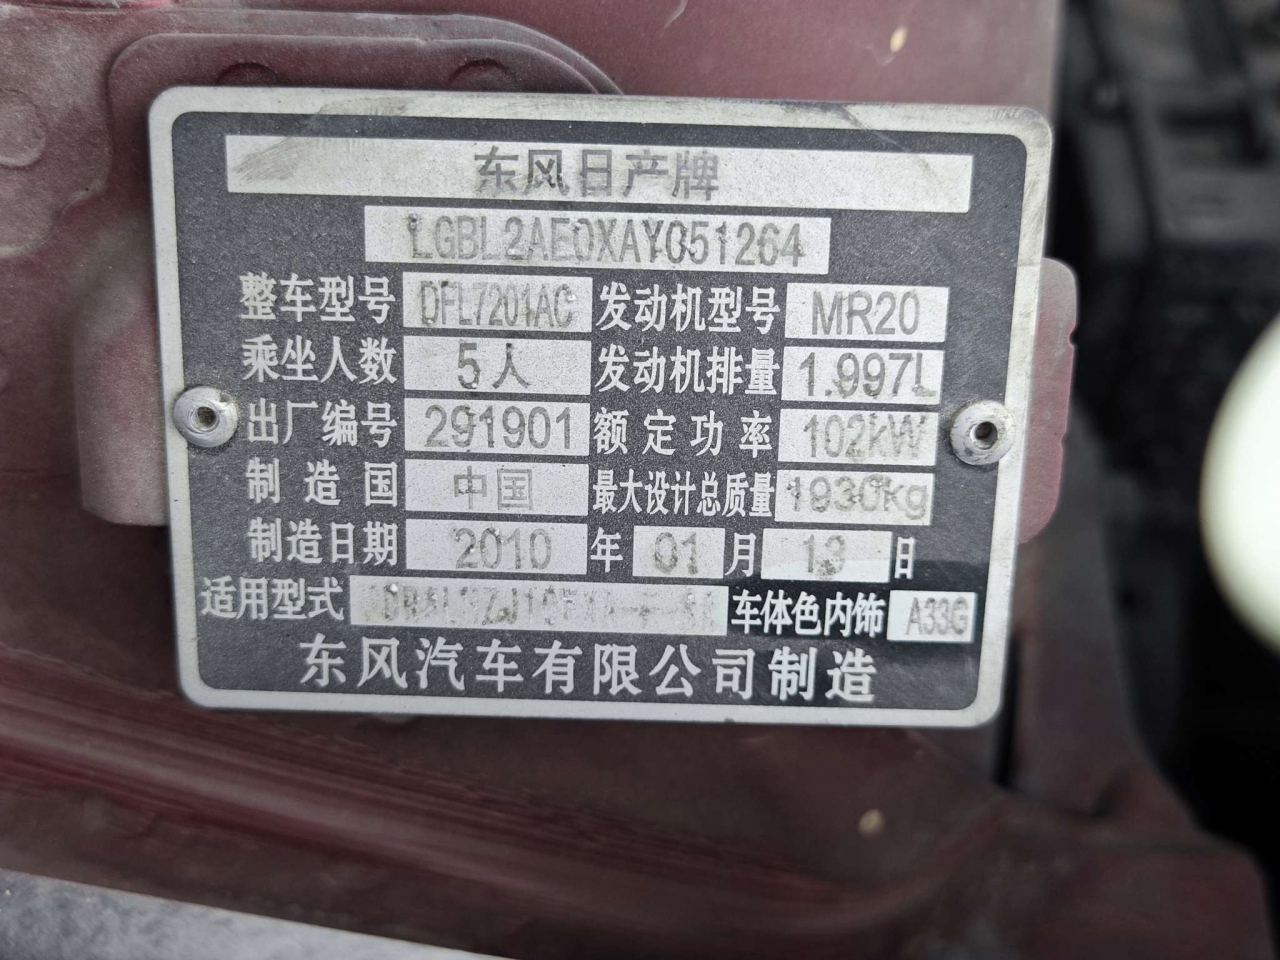 东风日产牌
LGBL2AE0XAY051264
整车型号 DFL7201AC 发动机型号 MR20
乘坐人数 5人 发动机排量 1.997L
出厂编号 291901 额定功率 102kW
制造国 中国 最大设计总质量 1930kg
制造日期 2010 年 01 月 13 日
适用型式 车体色内饰 A33G
东风汽车有限公司制造